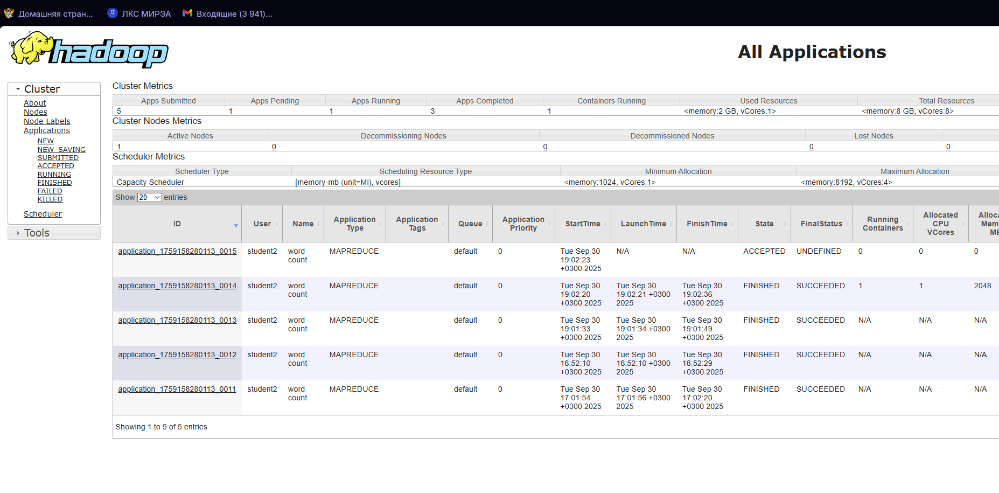 Домашняя стран... ЛКС МИРЭА Входящие (3 941)...
hadoop
All Applications
Cluster
About
Nodes
Node Labels
Applications
NEW
NEW_SAVING
SUBMITTED
ACCEPTED
RUNNING
FINISHED
FAILED
KILLED
Scheduler
Tools
Cluster Metrics
Apps Submitted Apps Pending Apps Running Apps Completed Containers Running Used Resources Total Resources
5 1 1 3 1 <memory:2 GB, vCores:1> <memory:8 GB, vCores:8>
Cluster Nodes Metrics
Active Nodes Decommissioning Nodes Decommissioned Nodes Lost Nodes
1 0 0 0 0
Scheduler Metrics
Scheduler Type Scheduling Resource Type Minimum Allocation Maximum Allocation
Capacity Scheduler [memory-mb (unit=Mi), vcores] <memory:1024, vCores:1> <memory:8192, vCores:4>
Show 20 entries
ID User Name Application Type Application Tags Queue Application Priority StartTime LaunchTime FinishTime State FinalStatus Running Containers Allocated CPU VCores
application_1759158280113_0015 student2 word count MAPREDUCE default 0 Tue Sep 30 19:02:23 +0300 2025 N/A N/A ACCEPTED UNDEFINED 0 0 0
application_1759158280113_0014 student2 word count MAPREDUCE default 0 Tue Sep 30 19:02:20 +0300 2025 Tue Sep 30 19:02:21 +0300 2025 Tue Sep 30 19:02:36 +0300 2025 FINISHED SUCCEEDED 1 1 2048
application_1759158280113_0013 student2 word count MAPREDUCE default 0 Tue Sep 30 19:01:33 +0300 2025 Tue Sep 30 19:01:34 +0300 2025 Tue Sep 30 19:01:49 +0300 2025 FINISHED SUCCEEDED N/A N/A N/A
application_1759158280113_0012 student2 word count MAPREDUCE default 0 Tue Sep 30 18:52:10 +0300 2025 Tue Sep 30 18:52:10 +0300 2025 Tue Sep 30 18:52:29 +0300 2025 FINISHED SUCCEEDED N/A N/A N/A
application_1759158280113_0011 student2 word count MAPREDUCE default 0 Tue Sep 30 17:01:54 +0300 2025 Tue Sep 30 17:01:56 +0300 2025 Tue Sep 30 17:02:20 +0300 2025 FINISHED SUCCEEDED N/A N/A N/A
Showing 1 to 5 of 5 entries